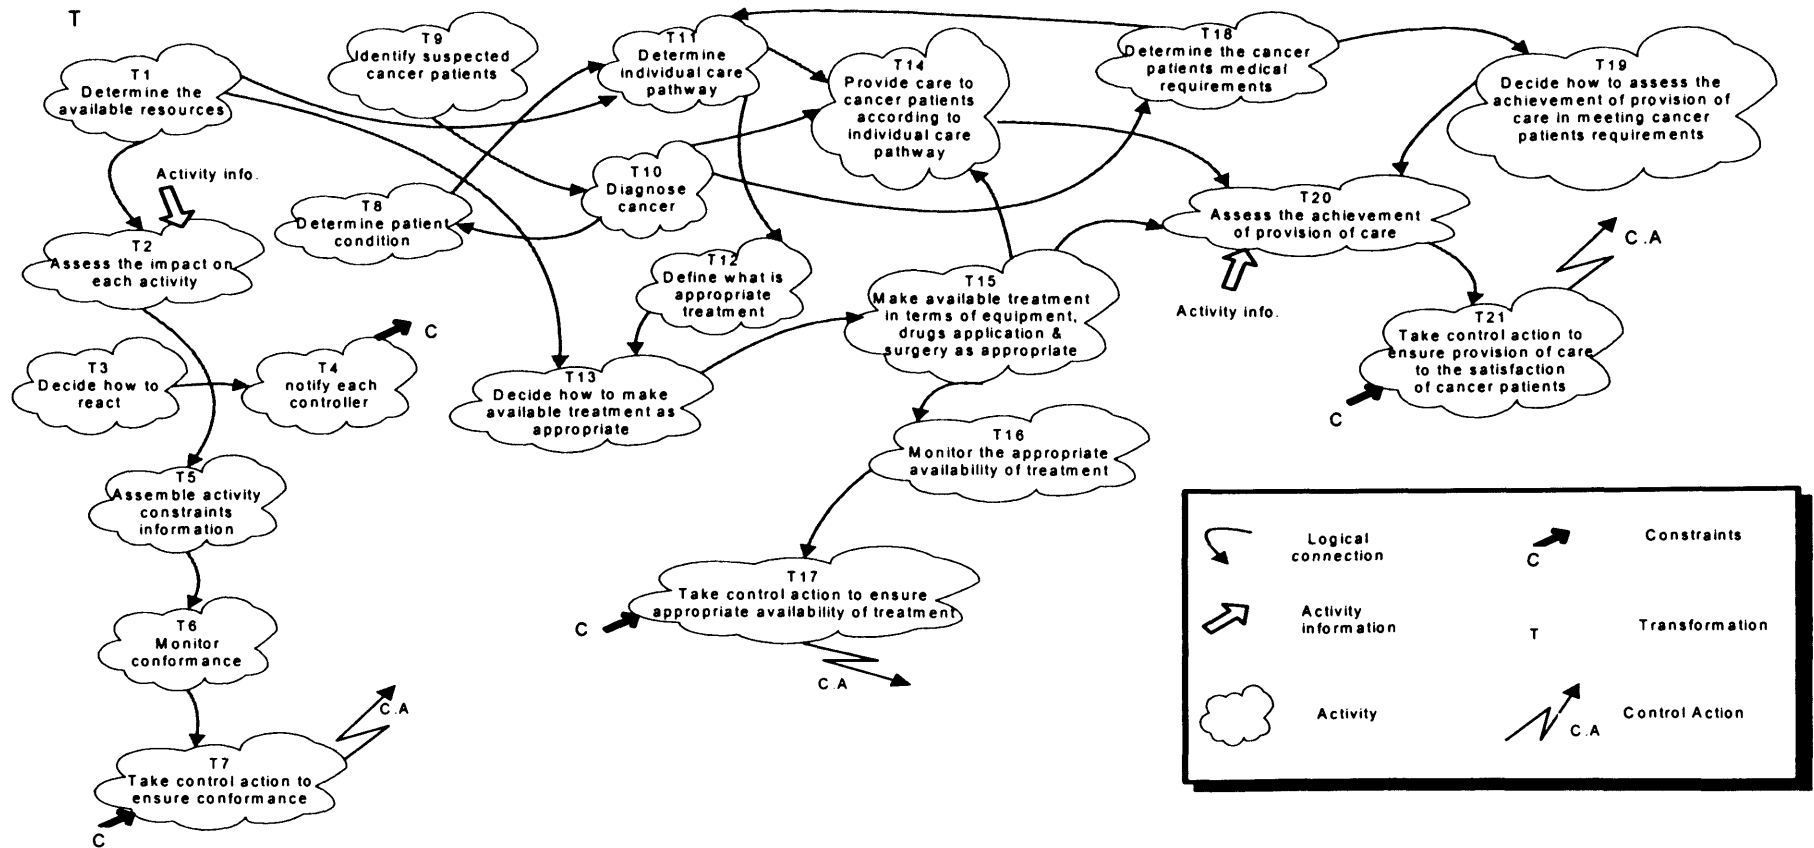 T
T1
Determine the
available resources
T9
Identify suspected
cancer patients
T11
Determine
individual care
pathway
T14
Provide care to
cancer patients
according to
individual care
pathway
T18
Determine the cancer
patients medical
requirements
T19
Decide how to assess the
achievement of provision of
care in meeting cancer
patients requirements
Activity info.
T10
Diagnose
cancer
T8
Determine patient
condition
T20
Assess the achievement
of provision of care
T2
Assess the impact on
each activity
T12
Define what is
appropriate
treatment
C.A
T15
Make available treatment
in terms of equipment,
drugs application &
surgery as appropriate
Activity info.
T21
Take control action to
ensure provision of care
to the satisfaction
of cancer patients
C
C
T3
Decide how to
react
T4
notify each
controller
T13
Decide how to make
available treatment as
appropriate
T16
Monitor the appropriate
availability of treatment
T5
Assemble activity
constraints
information
T17
Take control action to ensure
appropriate availability of treatment
C
C.A
T6
Monitor
conformance
T7
Take control action to
ensure conformance
C
C.A
Logical
connection
C
Constraints
Activity
information
T
Transformation
Activity
C.A
Control Action